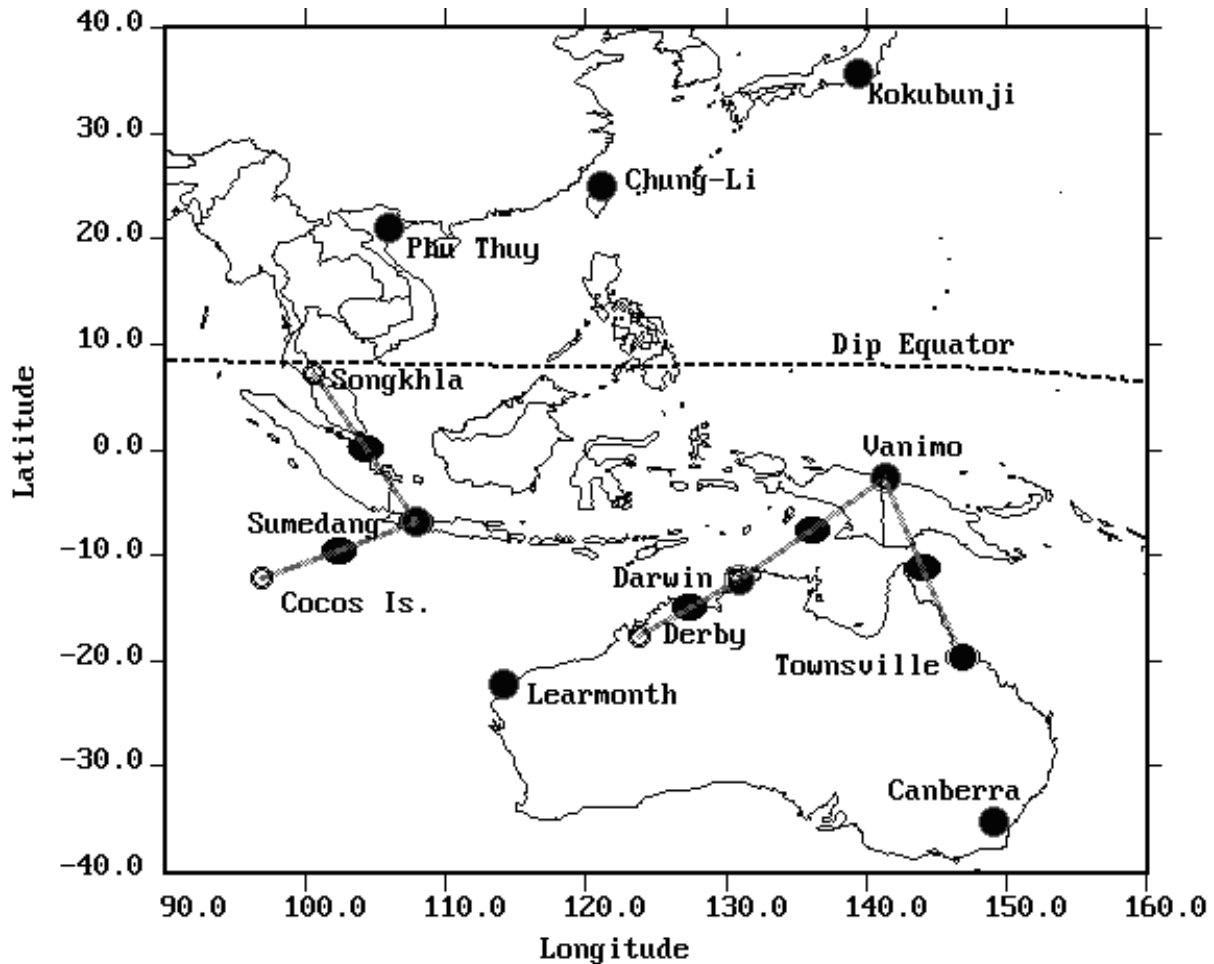 40.0
Kokubunji
30.0
Chung-Li
20.0
Phu Thuy
10.0
Dip Equator
Songkhla
Latitude
0.0
Vanimo
Sumedang
-10.0
Darwin
Cocos Is.
Derby
-20.0
Townsville
Learmonth
-30.0
Canberra
-40.0
90.0 100.0 110.0 120.0 130.0 140.0 150.0 160.0
Longitude